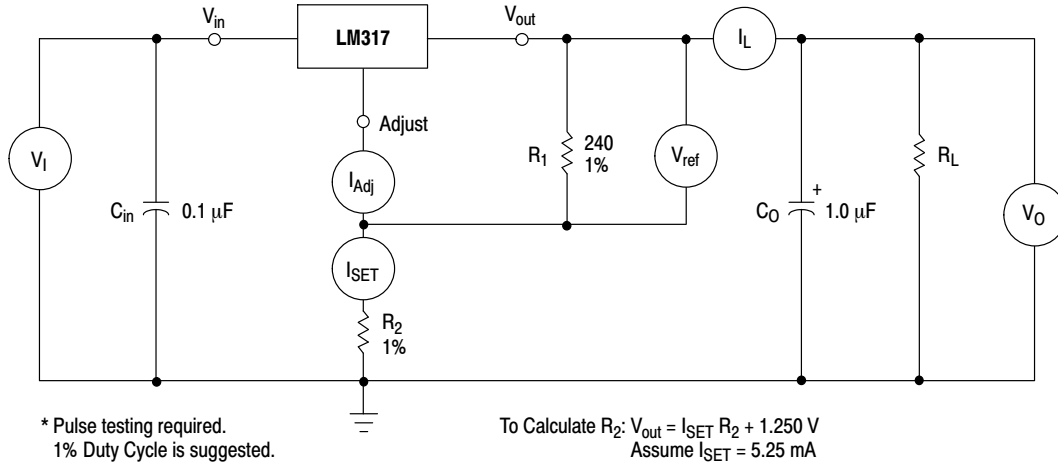 V_in
LM317
V_out
I_L
Adjust
V_I
R_1
240
1%
V_ref
R_L
I_Adj
C_in
0.1 μF
C_O
+
1.0 μF
V_O
I_SET
R_2
1%
* Pulse testing required.
1% Duty Cycle is suggested.
To Calculate R_2: V_out = I_SET R_2 + 1.250 V
Assume I_SET = 5.25 mA